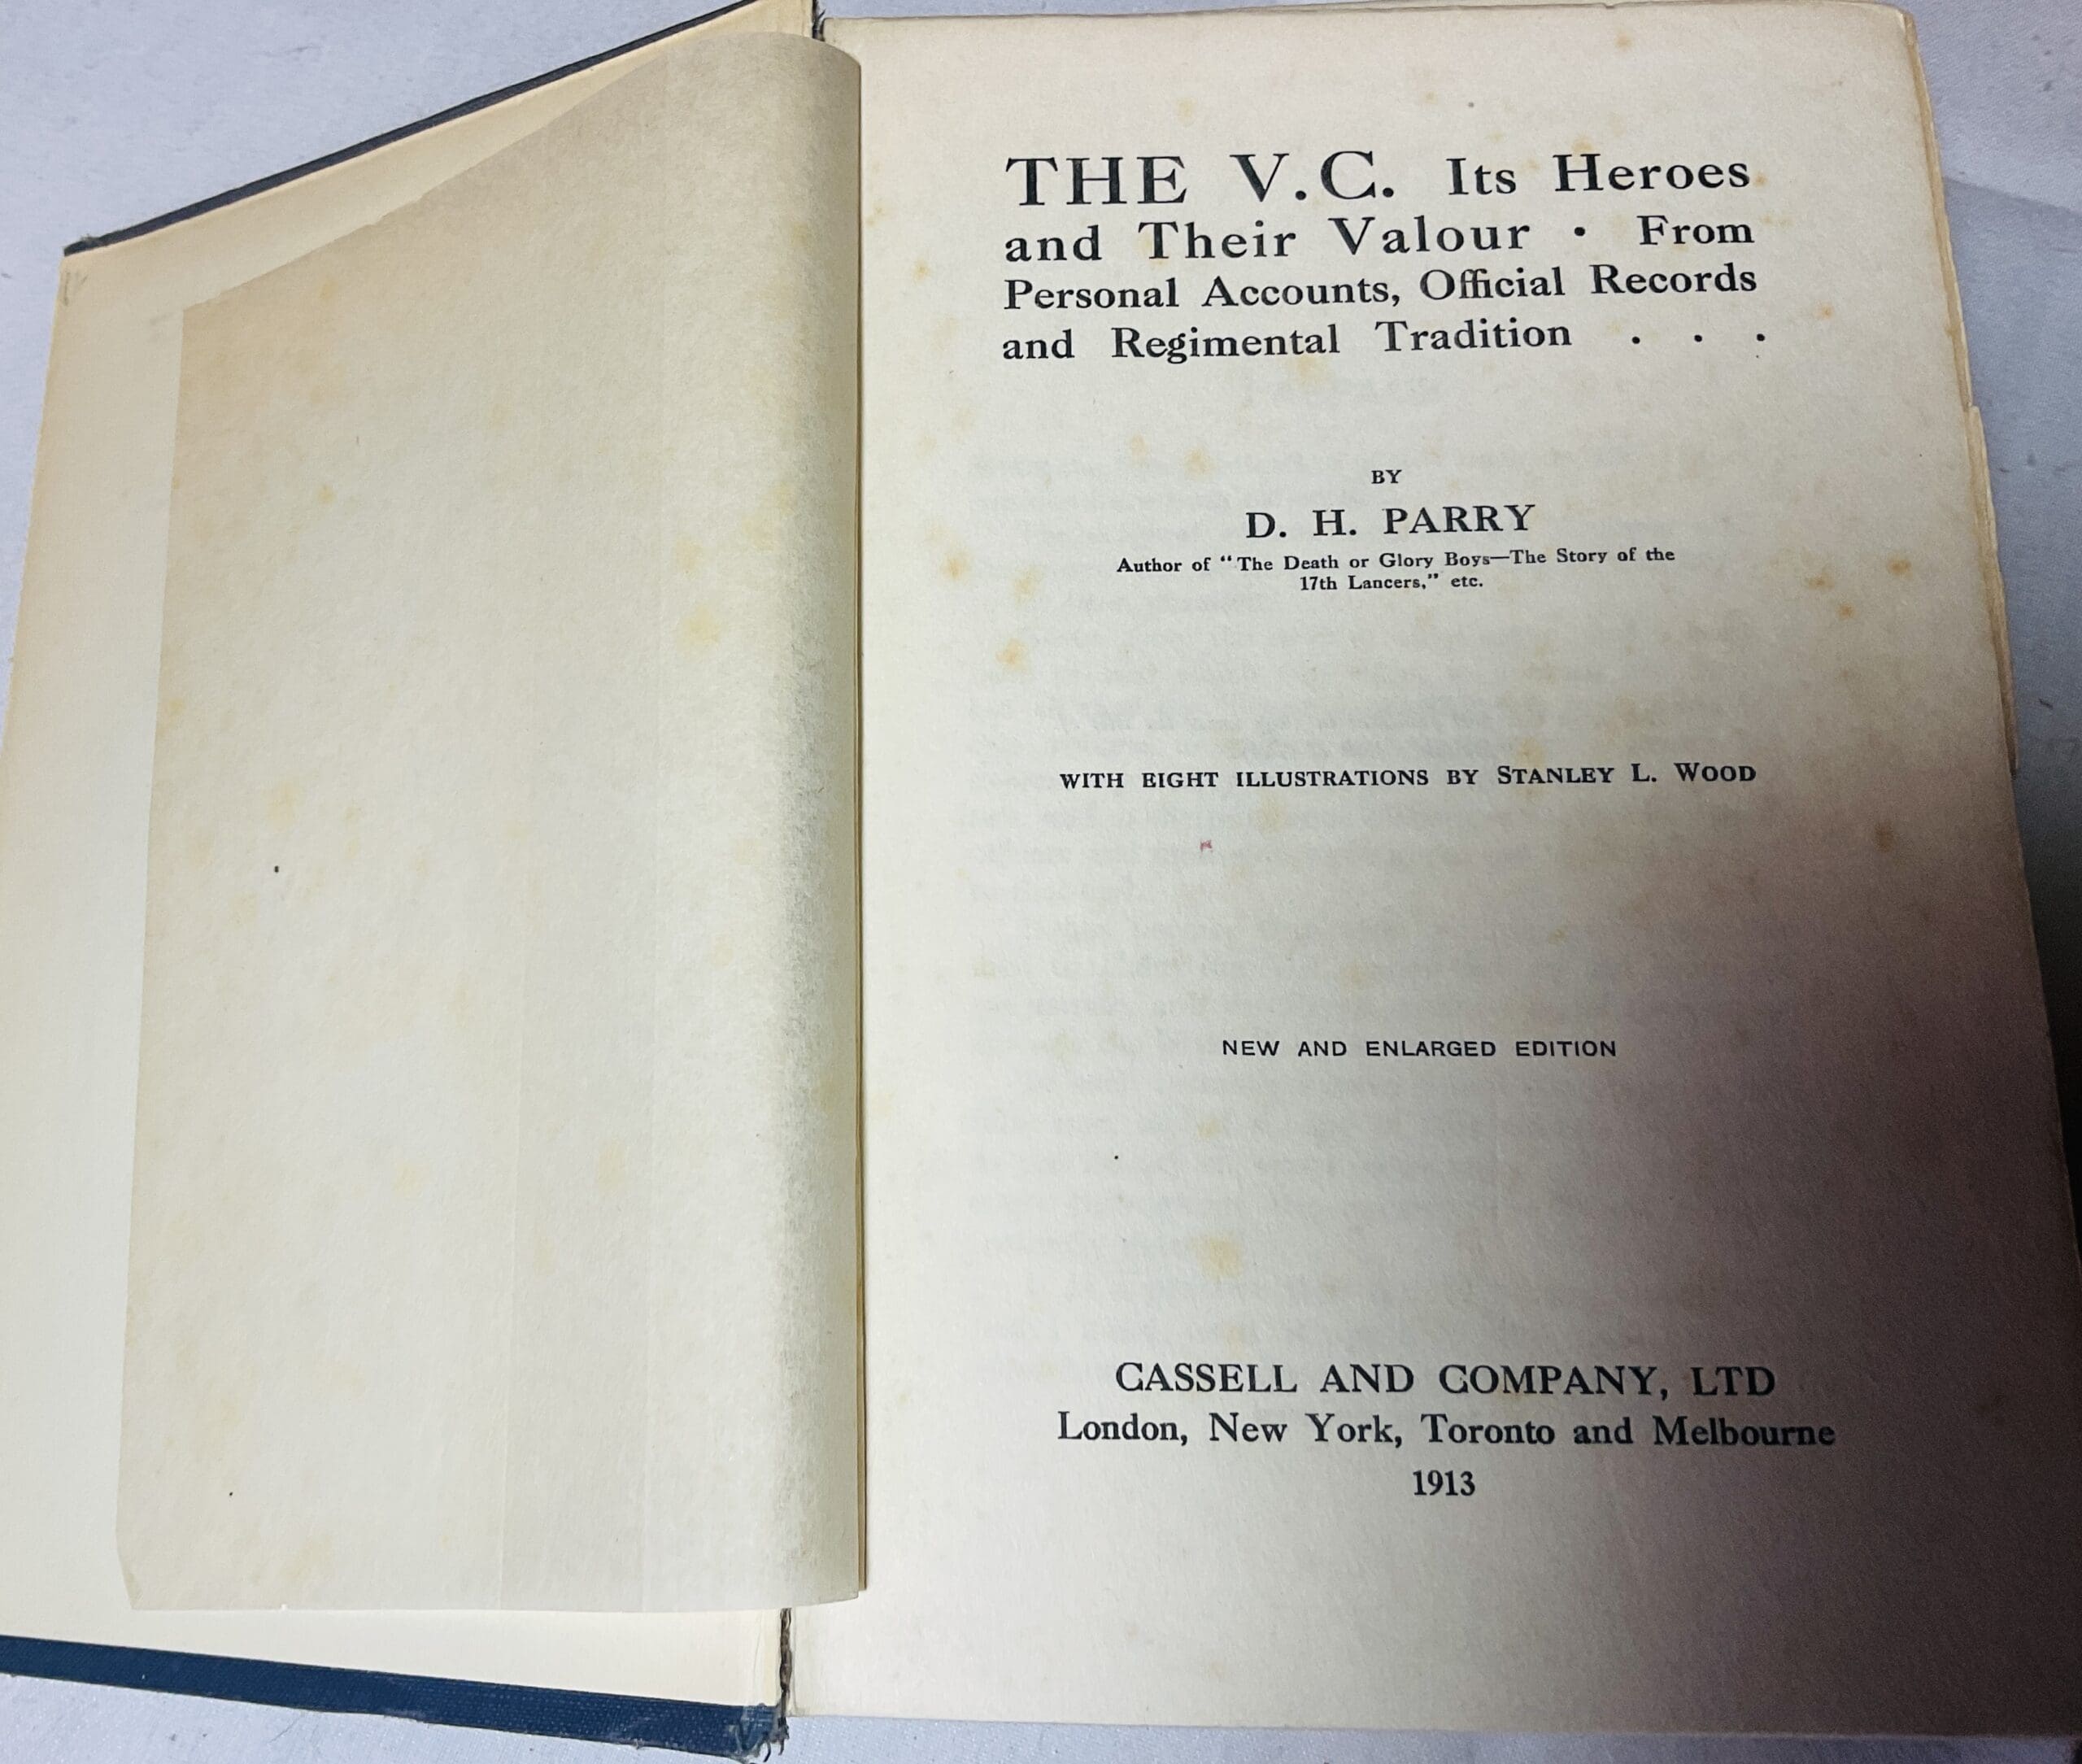 THE V.C. Its Heroes
and Their Valour • From
Personal Accounts, Official Records
and Regimental Tradition . . .
BY
D. H. PARRY
Author of "The Death or Glory Boys—The Story of the
17th Lancers," etc.
WITH EIGHT ILLUSTRATIONS BY STANLEY L. WOOD
NEW AND ENLARGED EDITION
CASSELL AND COMPANY, LTD
London, New York, Toronto and Melbourne
1913